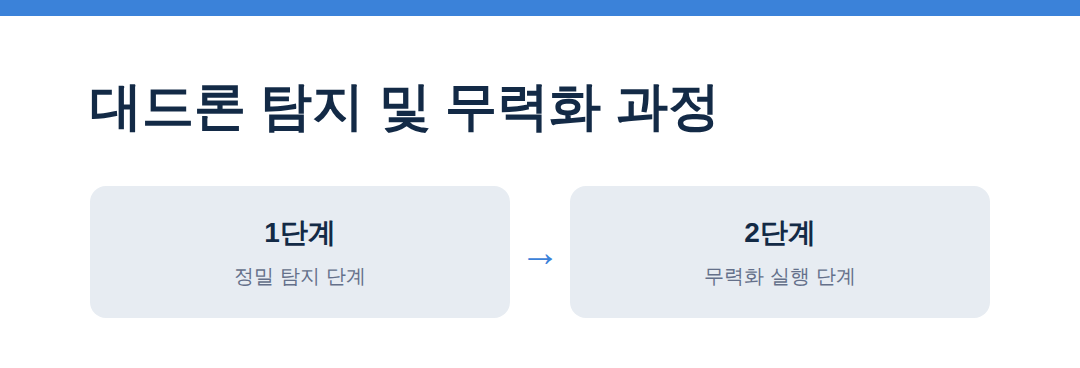 대드론 탐지 및 무력화 과정
1단계
정밀 탐지 단계
→
2단계
무력화 실행 단계